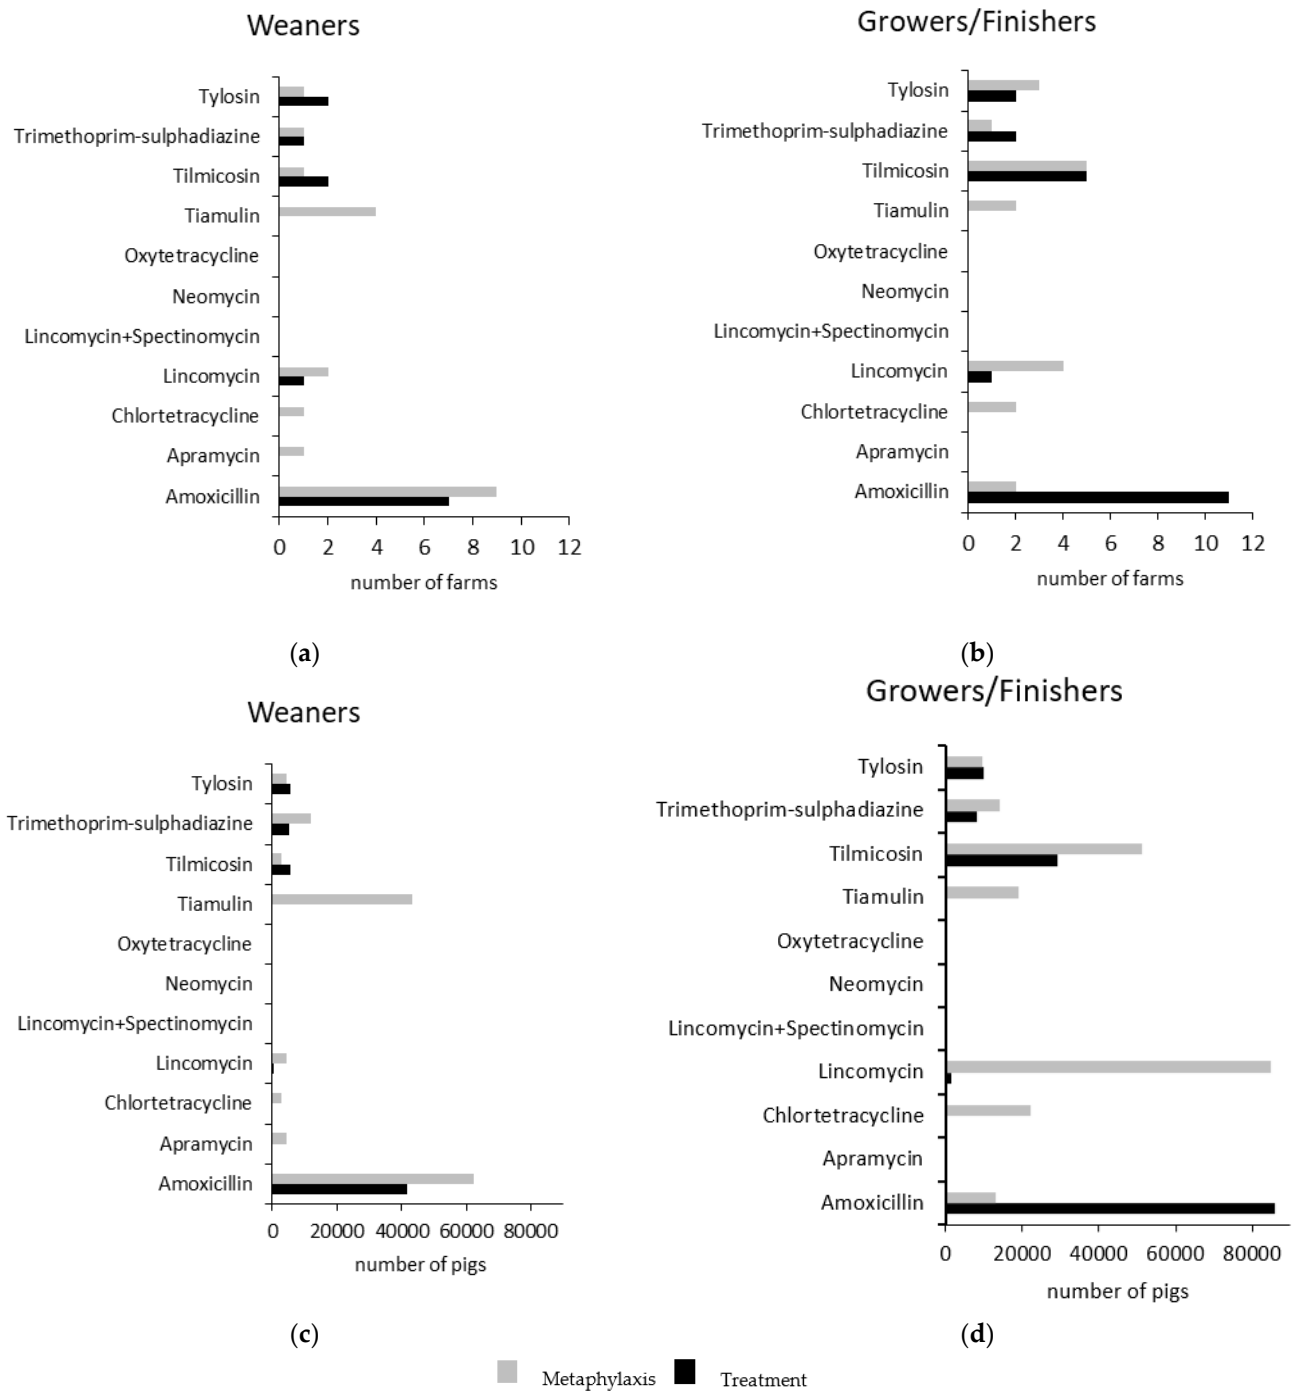 Weaners
Tylosin
Trimethoprim-sulphadiazine
Tilmicosin
Tiamulin
Oxytetracycline
Neomycin
Lincomycin+Spectinomycin
Lincomycin
Chlortetracycline
Apramycin
Amoxicillin
0 2 4 6 8 10 12
number of farms
(a)
Growers/Finishers
Tylosin
Trimethoprim-sulphadiazine
Tilmicosin
Tiamulin
Oxytetracycline
Neomycin
Lincomycin+Spectinomycin
Lincomycin
Chlortetracycline
Apramycin
Amoxicillin
0 2 4 6 8 10 12
number of farms
(b)
Weaners
Tylosin
Trimethoprim-sulphadiazine
Tilmicosin
Tiamulin
Oxytetracycline
Neomycin
Lincomycin+Spectinomycin
Lincomycin
Chlortetracycline
Apramycin
Amoxicillin
0 20000 40000 60000 80000
number of pigs
(c)
Growers/Finishers
Tylosin
Trimethoprim-sulphadiazine
Tilmicosin
Tiamulin
Oxytetracycline
Neomycin
Lincomycin+Spectinomycin
Lincomycin
Chlortetracycline
Apramycin
Amoxicillin
0 20000 40000 60000 80000
number of pigs
(d)
Metaphylaxis Treatment